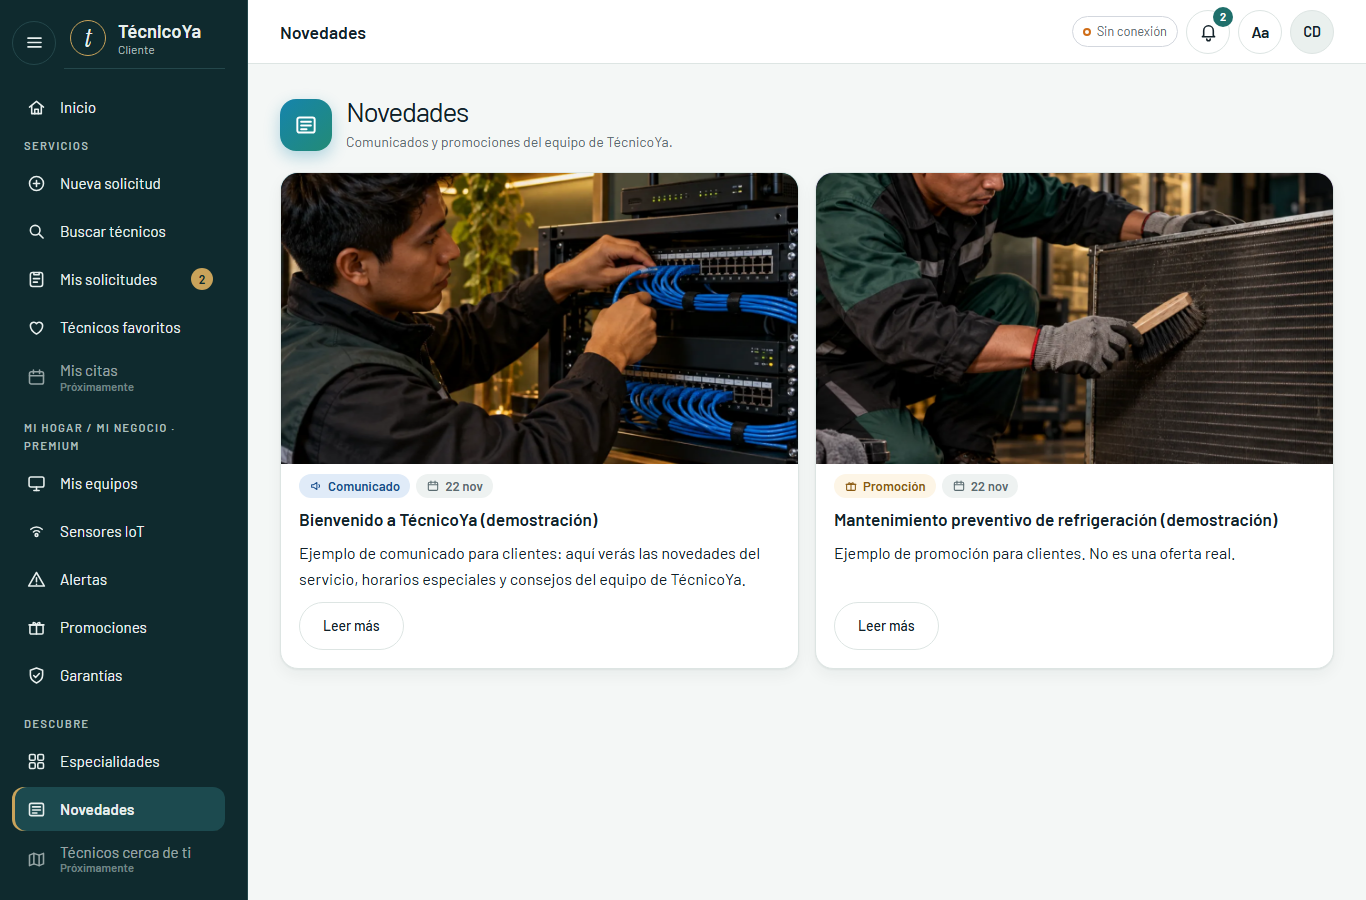 t
TécnicoYa
Cliente
Inicio
SERVICIOS
Nueva solicitud
Buscar técnicos
Mis solicitudes 2
Técnicos favoritos
Mis citas
Próximamente
MI HOGAR / MI NEGOCIO ·
PREMIUM
Mis equipos
Sensores IoT
Alertas
Promociones
Garantías
DESCUBRE
Especialidades
Novedades
Técnicos cerca de ti
Próximamente
Novedades
Sin conexión
2
Aa
CD
Novedades
Comunicados y promociones del equipo de TécnicoYa.
Comunicado 22 nov
Bienvenido a TécnicoYa (demostración)
Ejemplo de comunicado para clientes: aquí verás las novedades del
servicio, horarios especiales y consejos del equipo de TécnicoYa.
Leer más
Promoción 22 nov
Mantenimiento preventivo de refrigeración (demostración)
Ejemplo de promoción para clientes. No es una oferta real.
Leer más